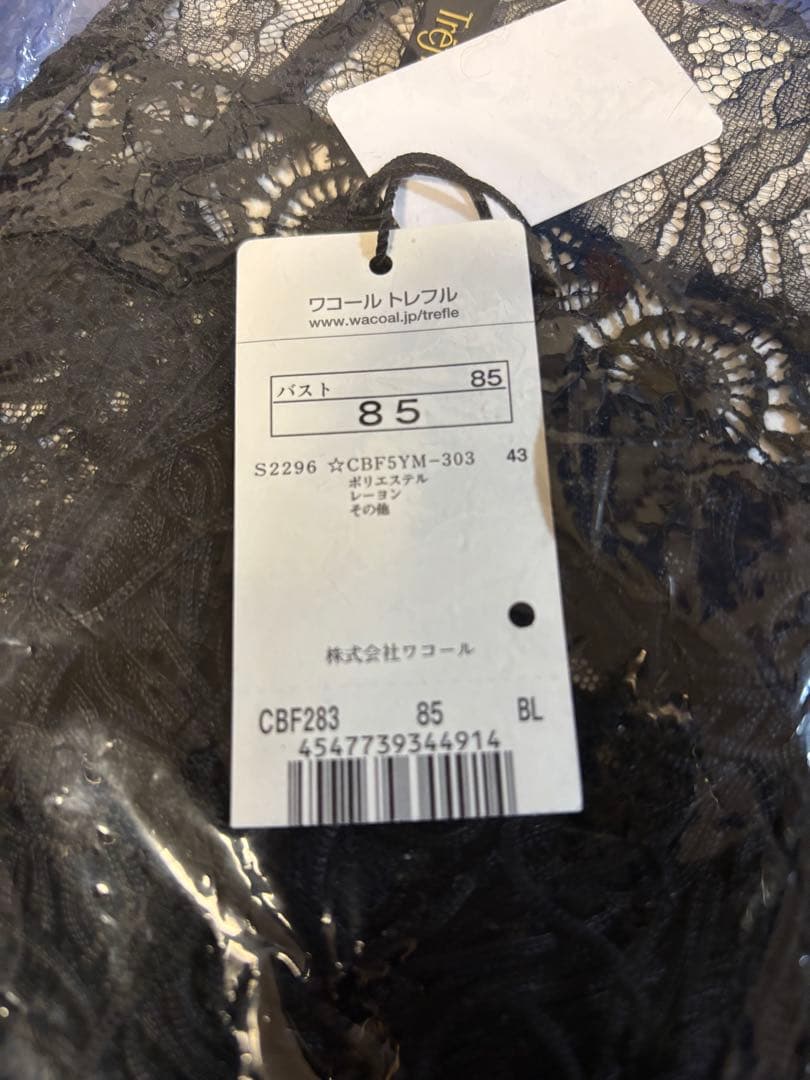 Tréf
ワコール トレフル
www.wacoal.jp/trefle
バスト 85
85
S2296 ☆CBF5YM-303 43
ポリエステル
レーヨン
その他
株式会社ワコール
CBF283 85 BL
4547739344914